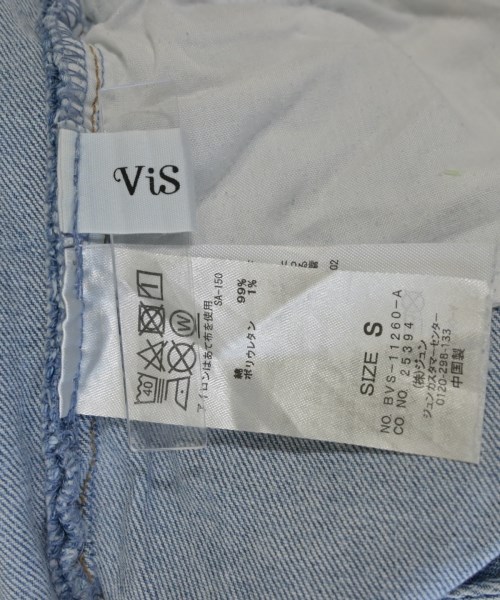 ViS
40
W
アイロンはあて布を使用
SA-150
綿 99%
ポリウレタン 1%
02
SIZE S
NO. BVS-11260-A
CO. NO. 25394
(株)ジュン
ジュンカスタマーセンター
0120-298-133
中国製